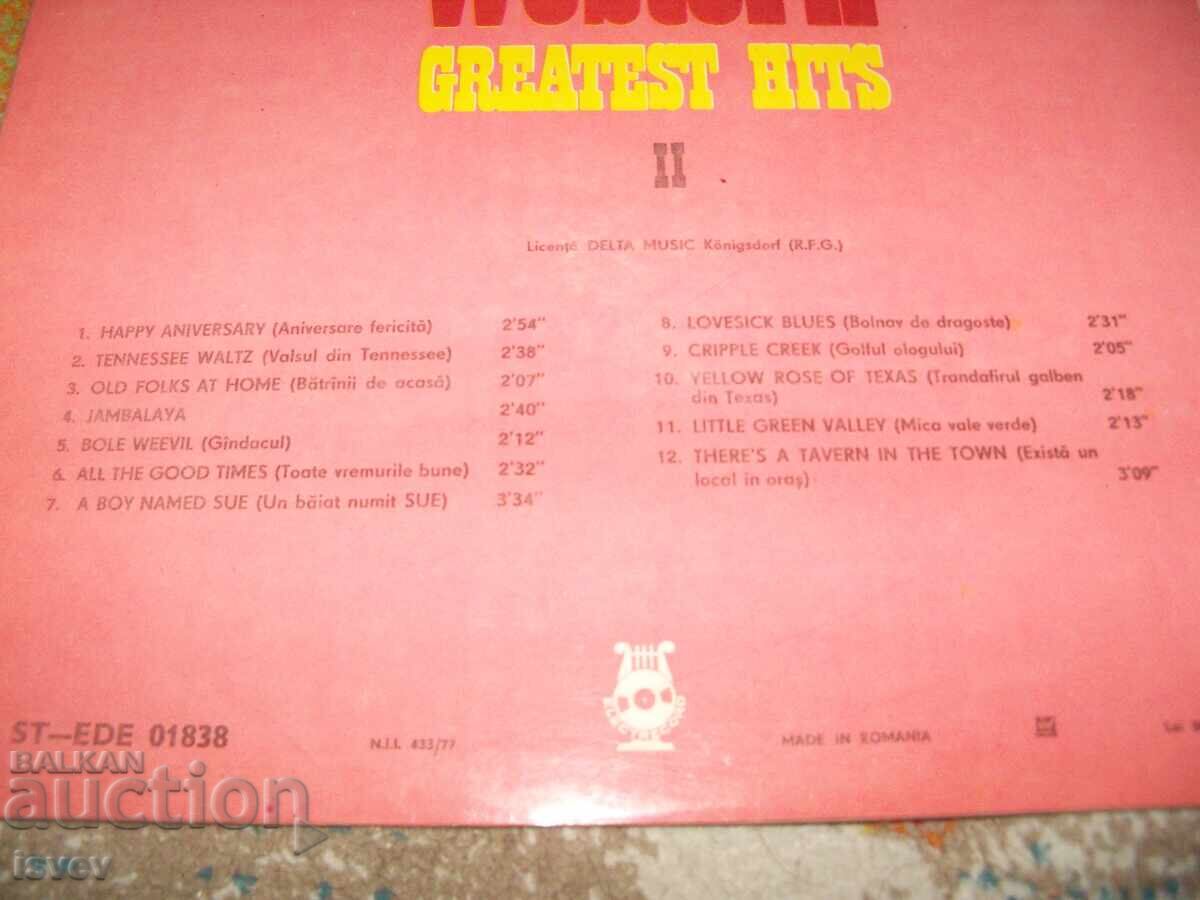 Western
GREATEST HITS
II
Licență DELTA MUSIC Königsdorf (R.F.G.)
1. HAPPY ANIVERSARY (Aniversare fericită) 2'54"
2. TENNESSEE WALTZ (Valsul din Tennessee) 2'38"
3. OLD FOLKS AT HOME (Bătrînii de acasă) 2'07"
4. JAMBALAYA 2'40"
5. BOLE WEEVIL (Gîndacul) 2'12"
6. ALL THE GOOD TIMES (Toate vremurile bune) 2'32"
7. A BOY NAMED SUE (Un băiat numit SUE) 3'34"
8. LOVESICK BLUES (Bolnav de dragoste) 2'31"
9. CRIPPLE CREEK (Golful ologului) 2'05"
10. YELLOW ROSE OF TEXAS (Trandafirul galben
din Texas) 2'18"
11. LITTLE GREEN VALLEY (Mica vale verde) 2'13"
12. THERE'S A TAVERN IN THE TOWN (Există un
local in oraș) 3'09"
ELECTRECORD
ST—EDE 01838
N.I.I. 433/77
MADE IN ROMANIA
BALKAN
auction
isvev